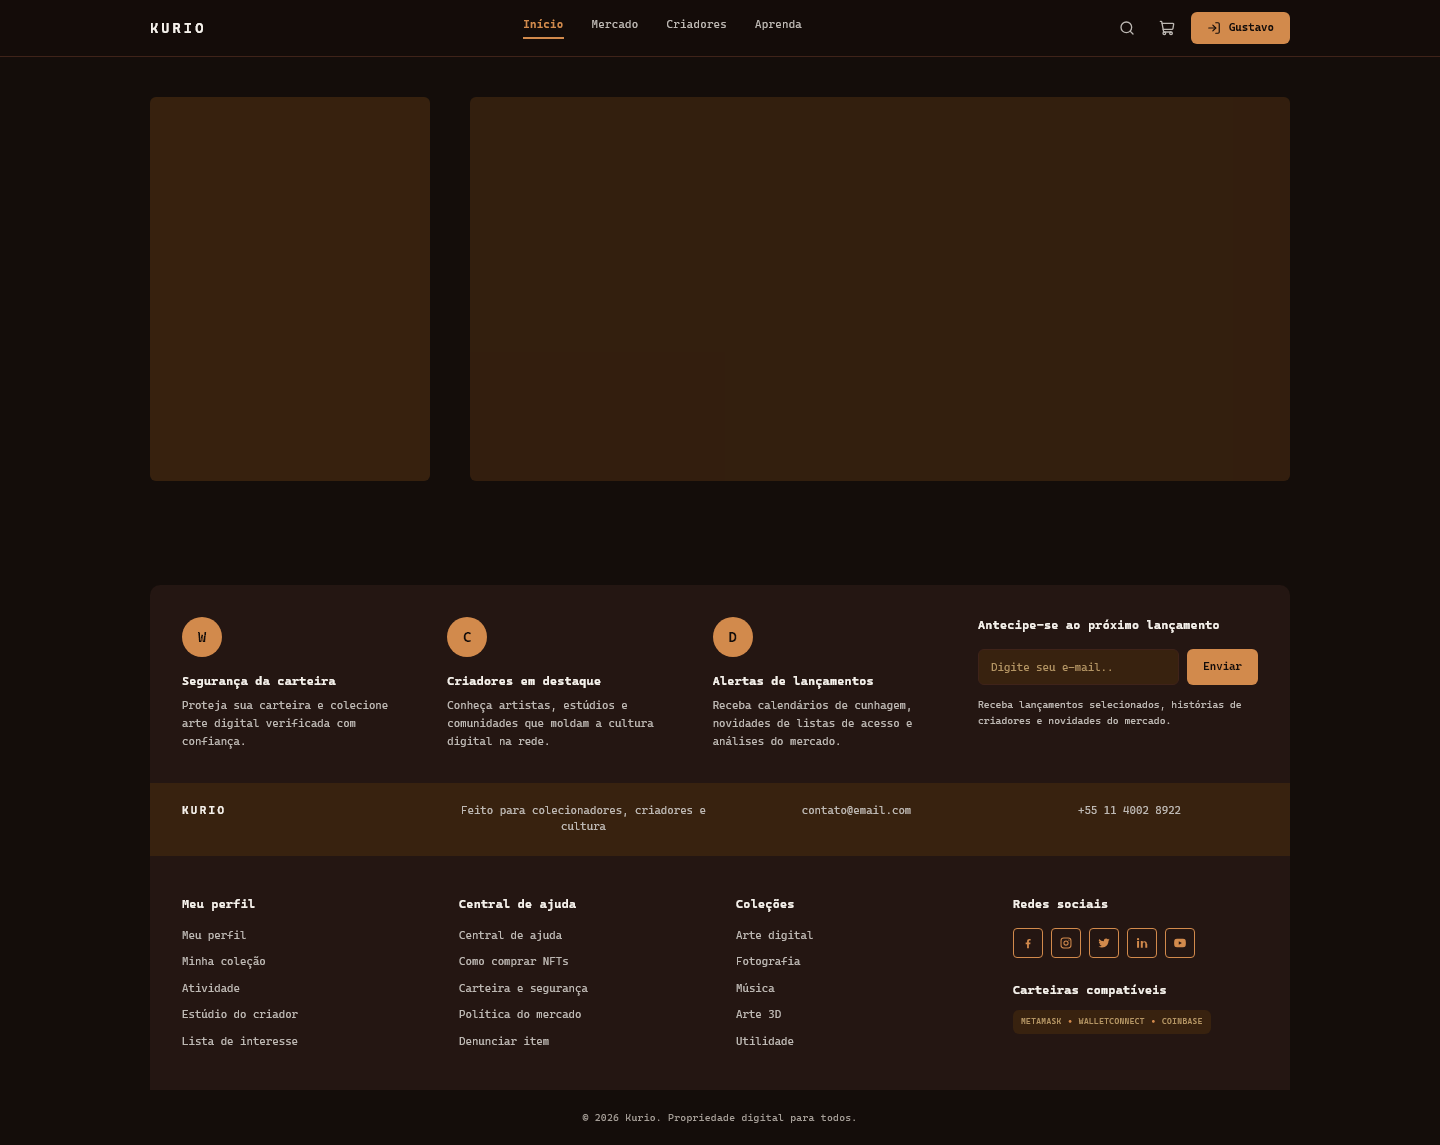 KURIO
Início
Mercado
Criadores
Aprenda
Gustavo
W
Segurança da carteira
Proteja sua carteira e colecione
arte digital verificada com
confiança.
C
Criadores em destaque
Conheça artistas, estúdios e
comunidades que moldam a cultura
digital na rede.
D
Alertas de lançamentos
Receba calendários de cunhagem,
novidades de listas de acesso e
análises do mercado.
Antecipe-se ao próximo lançamento
Digite seu e-mail..
Enviar
Receba lançamentos selecionados, histórias de
criadores e novidades do mercado.
KURIO
Feito para colecionadores, criadores e
cultura
contato@email.com
+55 11 4002 8922
Meu perfil
Meu perfil
Minha coleção
Atividade
Estúdio do criador
Lista de interesse
Central de ajuda
Central de ajuda
Como comprar NFTs
Carteira e segurança
Política do mercado
Denunciar item
Coleções
Arte digital
Fotografia
Música
Arte 3D
Utilidade
Redes sociais
Carteiras compatíveis
METAMASK • WALLETCONNECT • COINBASE
© 2026 Kurio. Propriedade digital para todos.